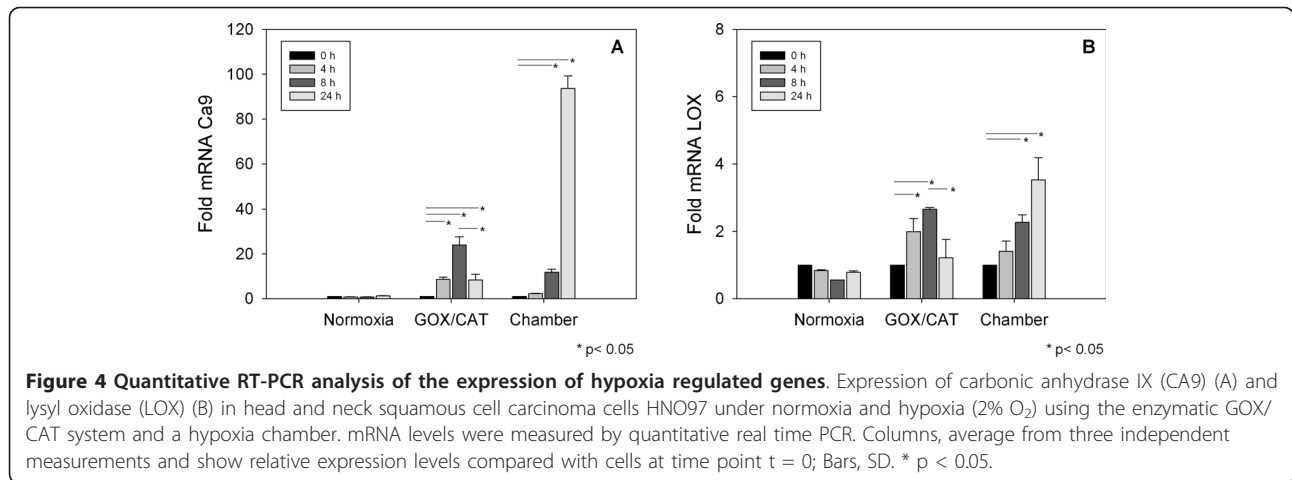 A
Fold mRNA Ca9
120
100
80
60
40
20
0
0 h
4 h
8 h
24 h
*
*
*
*
*
*
Normoxia GOX/CAT Chamber
* p< 0.05
B
Fold mRNA LOX
8
6
4
2
0
0 h
4 h
8 h
24 h
*
*
*
*
*
Normoxia GOX/CAT Chamber
* p< 0.05
Figure 4 Quantitative RT-PCR analysis of the expression of hypoxia regulated genes. Expression of carbonic anhydrase IX (CA9) (A) and
lysyl oxidase (LOX) (B) in head and neck squamous cell carcinoma cells HNO97 under normoxia and hypoxia (2% O₂) using the enzymatic GOX/
CAT system and a hypoxia chamber. mRNA levels were measured by quantitative real time PCR. Columns, average from three independent
measurements and show relative expression levels compared with cells at time point t = 0; Bars, SD. * p < 0.05.